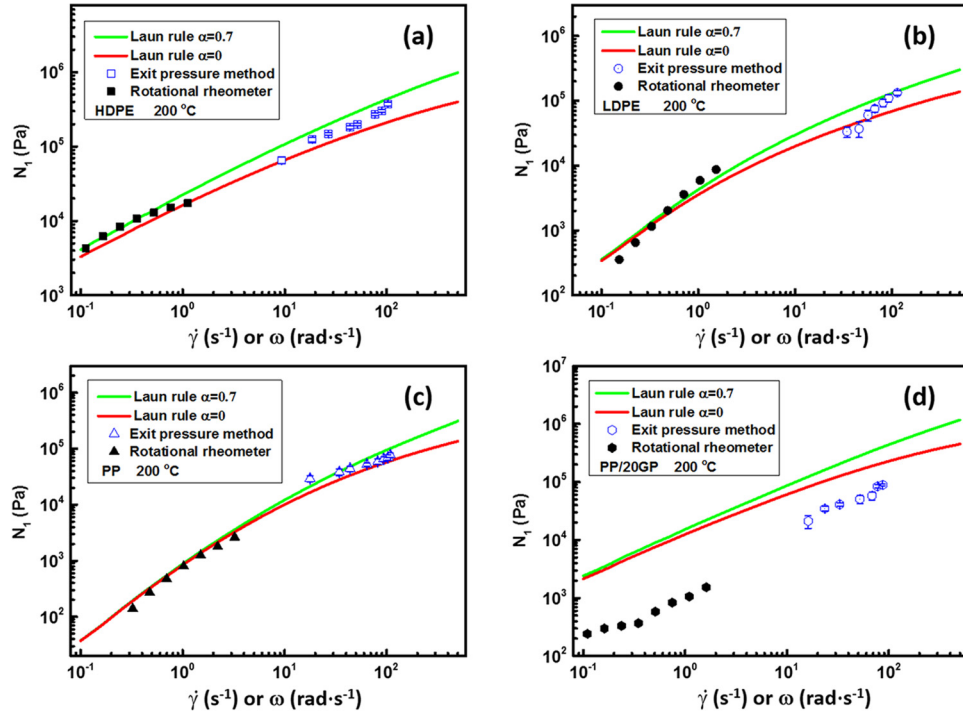 (a)
Laun rule α=0.7
Laun rule α=0
Exit pressure method
Rotational rheometer
HDPE 200 °C
N₁ (Pa)
10⁶
10⁵
10⁴
10³
10⁻¹ 10⁰ 10¹ 10²
γ̇ (s⁻¹) or ω (rad·s⁻¹)
(b)
Laun rule α=0.7
Laun rule α=0
Exit pressure method
Rotational rheometer
LDPE 200 °C
N₁ (Pa)
10⁶
10⁵
10⁴
10³
10²
10⁻¹ 10⁰ 10¹ 10²
γ̇ (s⁻¹) or ω (rad·s⁻¹)
(c)
Laun rule α=0.7
Laun rule α=0
Exit pressure method
Rotational rheometer
PP 200 °C
N₁ (Pa)
10⁶
10⁵
10⁴
10³
10²
10⁻¹ 10⁰ 10¹ 10²
γ̇ (s⁻¹) or ω (rad·s⁻¹)
(d)
Laun rule α=0.7
Laun rule α=0
Exit pressure method
Rotational rheometer
PP/20GP 200 °C
N₁ (Pa)
10⁷
10⁶
10⁵
10⁴
10³
10²
10⁻¹ 10⁰ 10¹ 10²
γ̇ (s⁻¹) or ω (rad·s⁻¹)